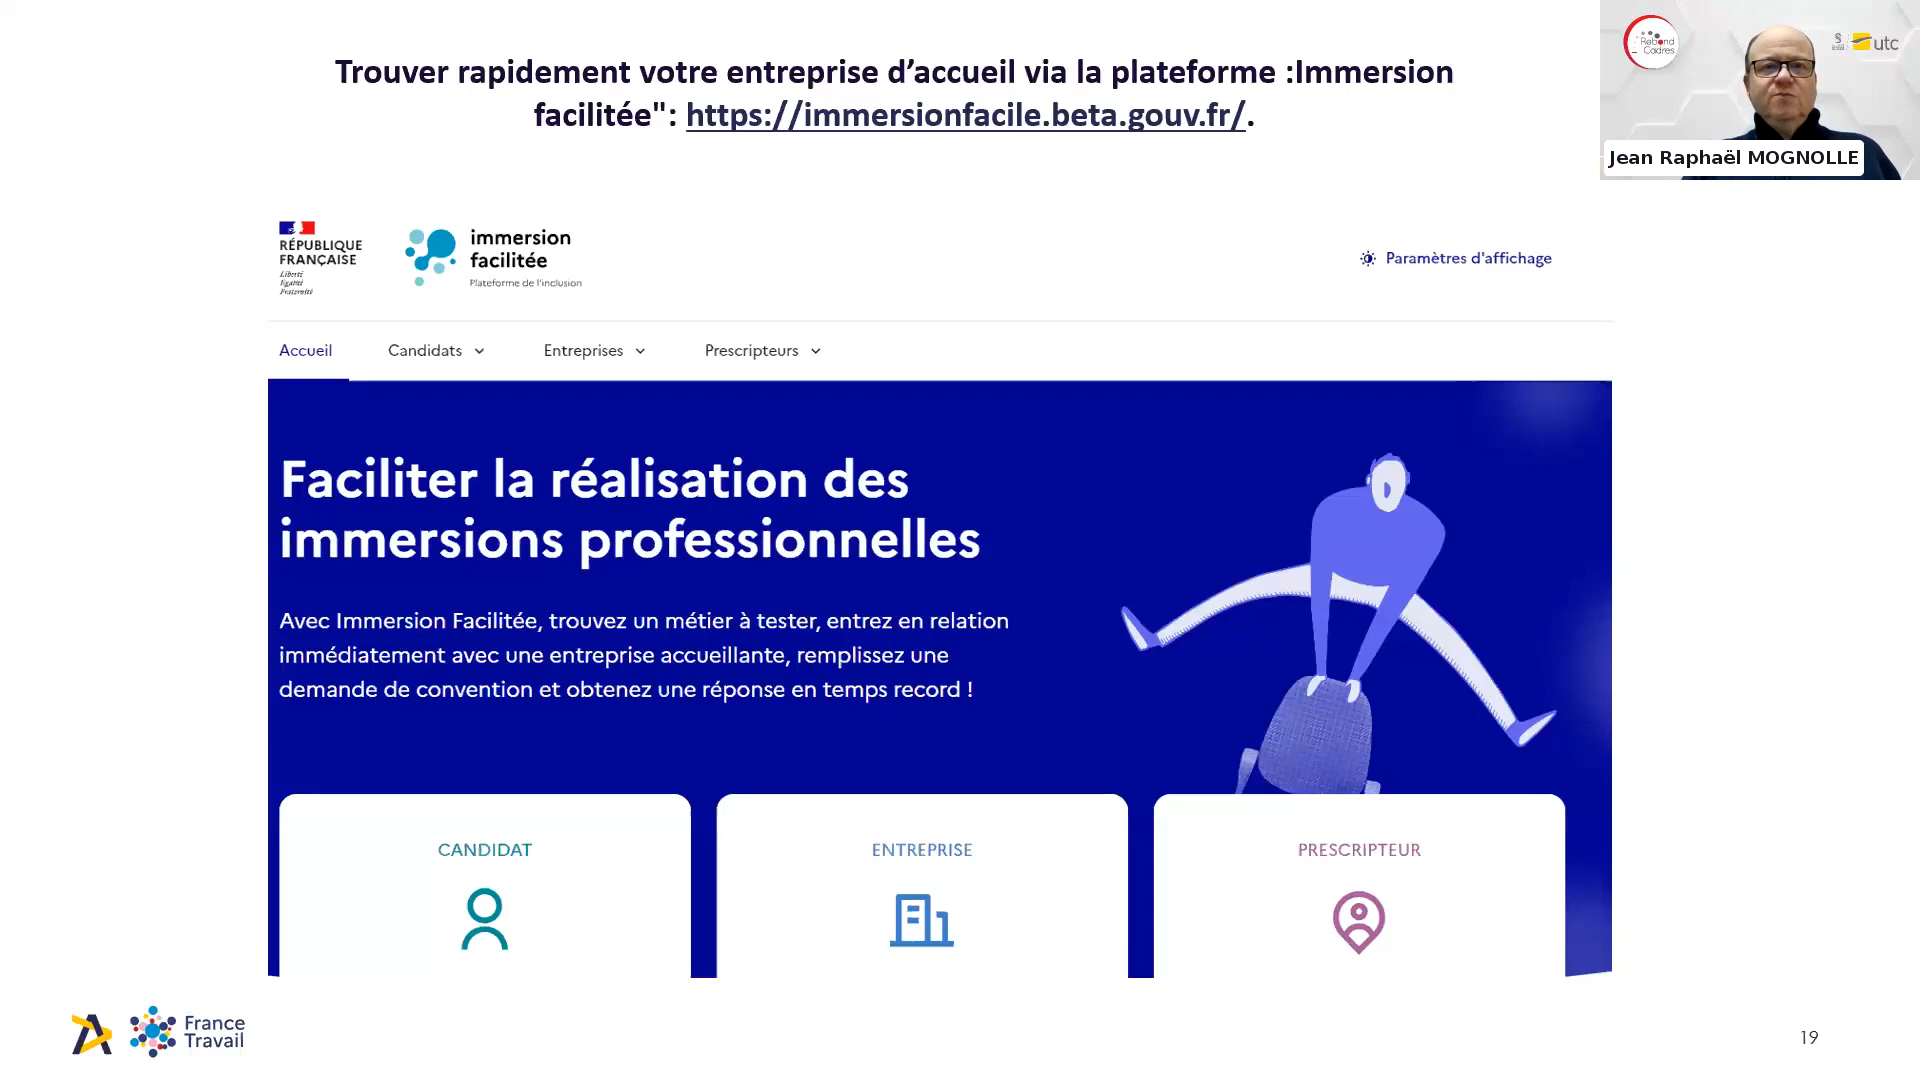 Trouver rapidement votre entreprise d’accueil via la plateforme :Immersion
facilitée": https://immersionfacile.beta.gouv.fr/.
Rebond
Cadres
utc
Jean Raphaël MOGNOLLE
RÉPUBLIQUE
FRANÇAISE
Liberté
Égalité
Fraternité
immersion
facilitée
Plateforme de l'inclusion
Paramètres d'affichage
Accueil
Candidats
Entreprises
Prescripteurs
Faciliter la réalisation des
immersions professionnelles
Avec Immersion Facilitée, trouvez un métier à tester, entrez en relation
immédiatement avec une entreprise accueillante, remplissez une
demande de convention et obtenez une réponse en temps record !
CANDIDAT
ENTREPRISE
PRESCRIPTEUR
France
Travail
19